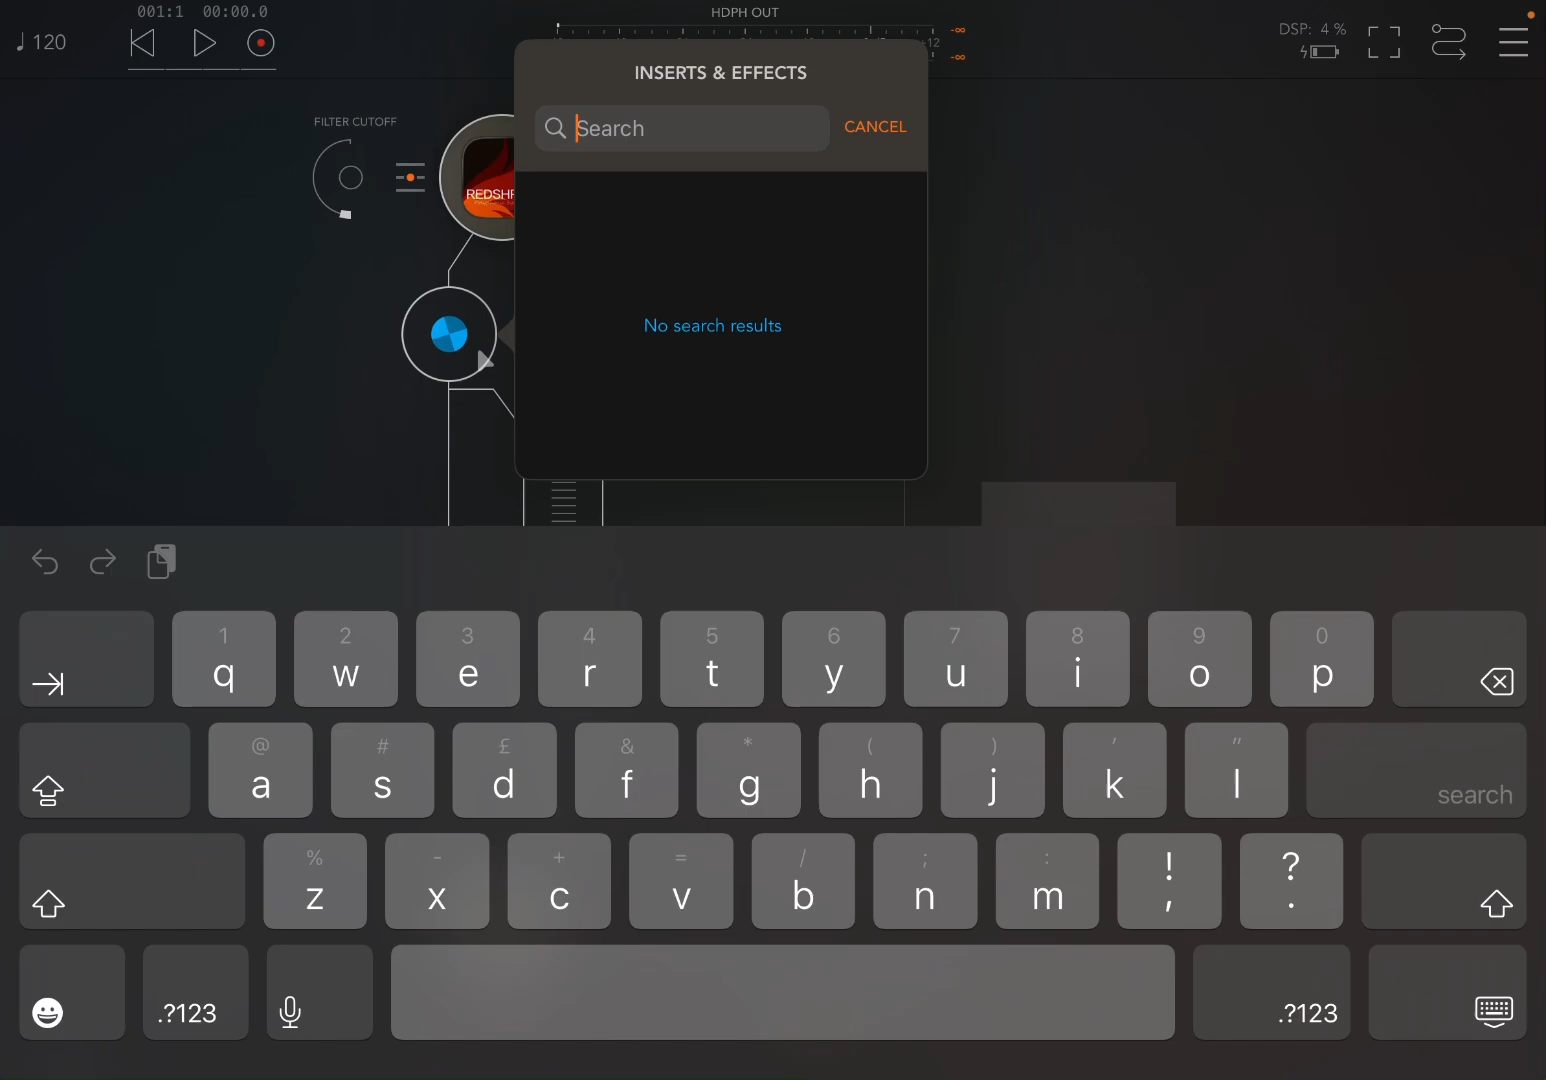 001:1 00:00.0
120
HDPH OUT
-∞
12
-∞
DSP: 4 %
INSERTS & EFFECTS
Search
CANCEL
FILTER CUTOFF
No search results
1 2 3 4 5 6 7 8 9 0
q w e r t y u i o p
@ # £ & * ( ) ' "
a s d f g h j k l
search
% - + = / ; : ! ?
z x c v b n m , .
.?123
.?123